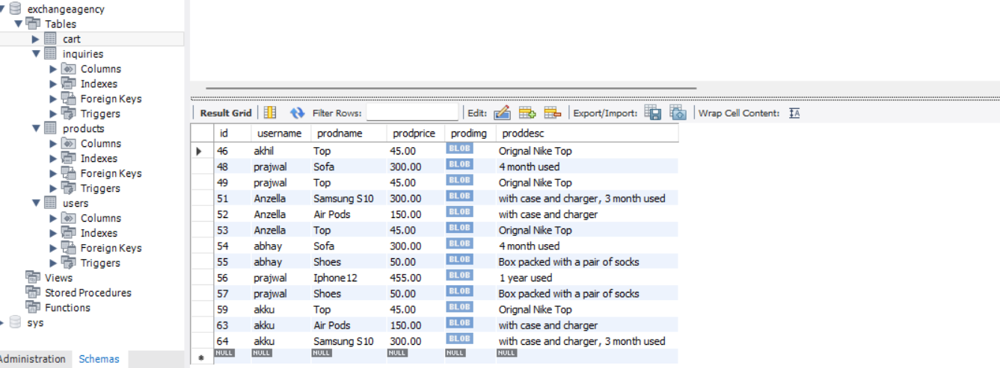 exchangeagency
Tables
cart
inquiries
Columns
Indexes
Foreign Keys
Triggers
products
Columns
Indexes
Foreign Keys
Triggers
users
Columns
Indexes
Foreign Keys
Triggers
Views
Stored Procedures
Functions
sys
Administration Schemas
Result Grid Filter Rows: Edit: Export/Import: Wrap Cell Content: IA
id username prodname prodprice prodimg proddesc
46 akhil Top 45.00 BLOB Orignal Nike Top
48 prajwal Sofa 300.00 BLOB 4 month used
49 prajwal Top 45.00 BLOB Orignal Nike Top
51 Anzella Samsung S10 300.00 BLOB with case and charger, 3 month used
52 Anzella Air Pods 150.00 BLOB with case and charger
53 Anzella Top 45.00 BLOB Orignal Nike Top
54 abhay Sofa 300.00 BLOB 4 month used
55 abhay Shoes 50.00 BLOB Box packed with a pair of socks
56 prajwal Iphone12 455.00 BLOB 1 year used
57 prajwal Shoes 50.00 BLOB Box packed with a pair of socks
59 akku Top 45.00 BLOB Orignal Nike Top
63 akku Air Pods 150.00 BLOB with case and charger
64 akku Samsung S10 300.00 BLOB with case and charger, 3 month used
NULL NULL NULL NULL NULL NULL